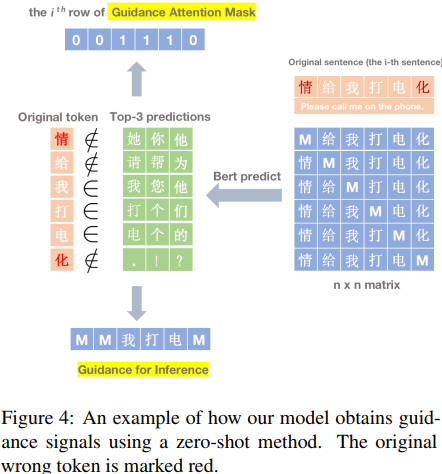 the i th row of Guidance Attention Mask
0 0 1 1 1 0
Original sentence (the i-th sentence)
情 给 我 打 电 化
Please call me on the phone.
Original token
Top-3 predictions
情 ∉ 她 你 他
给 ∉ 请 帮 为
我 ∈ 我 您 他
打 ∈ 打 个 们
电 ∈ 电 个 的
化 ∉ . ! ?
Bert predict
M 给 我 打 电 化
情 M 我 打 电 化
情 给 M 打 电 化
情 给 我 M 电 化
情 给 我 打 M 化
情 给 我 打 电 M
n x n matrix
M M 我 打 电 M
Guidance for Inference
Figure 4: An example of how our model obtains guid-
ance signals using a zero-shot method. The original
wrong token is marked red.